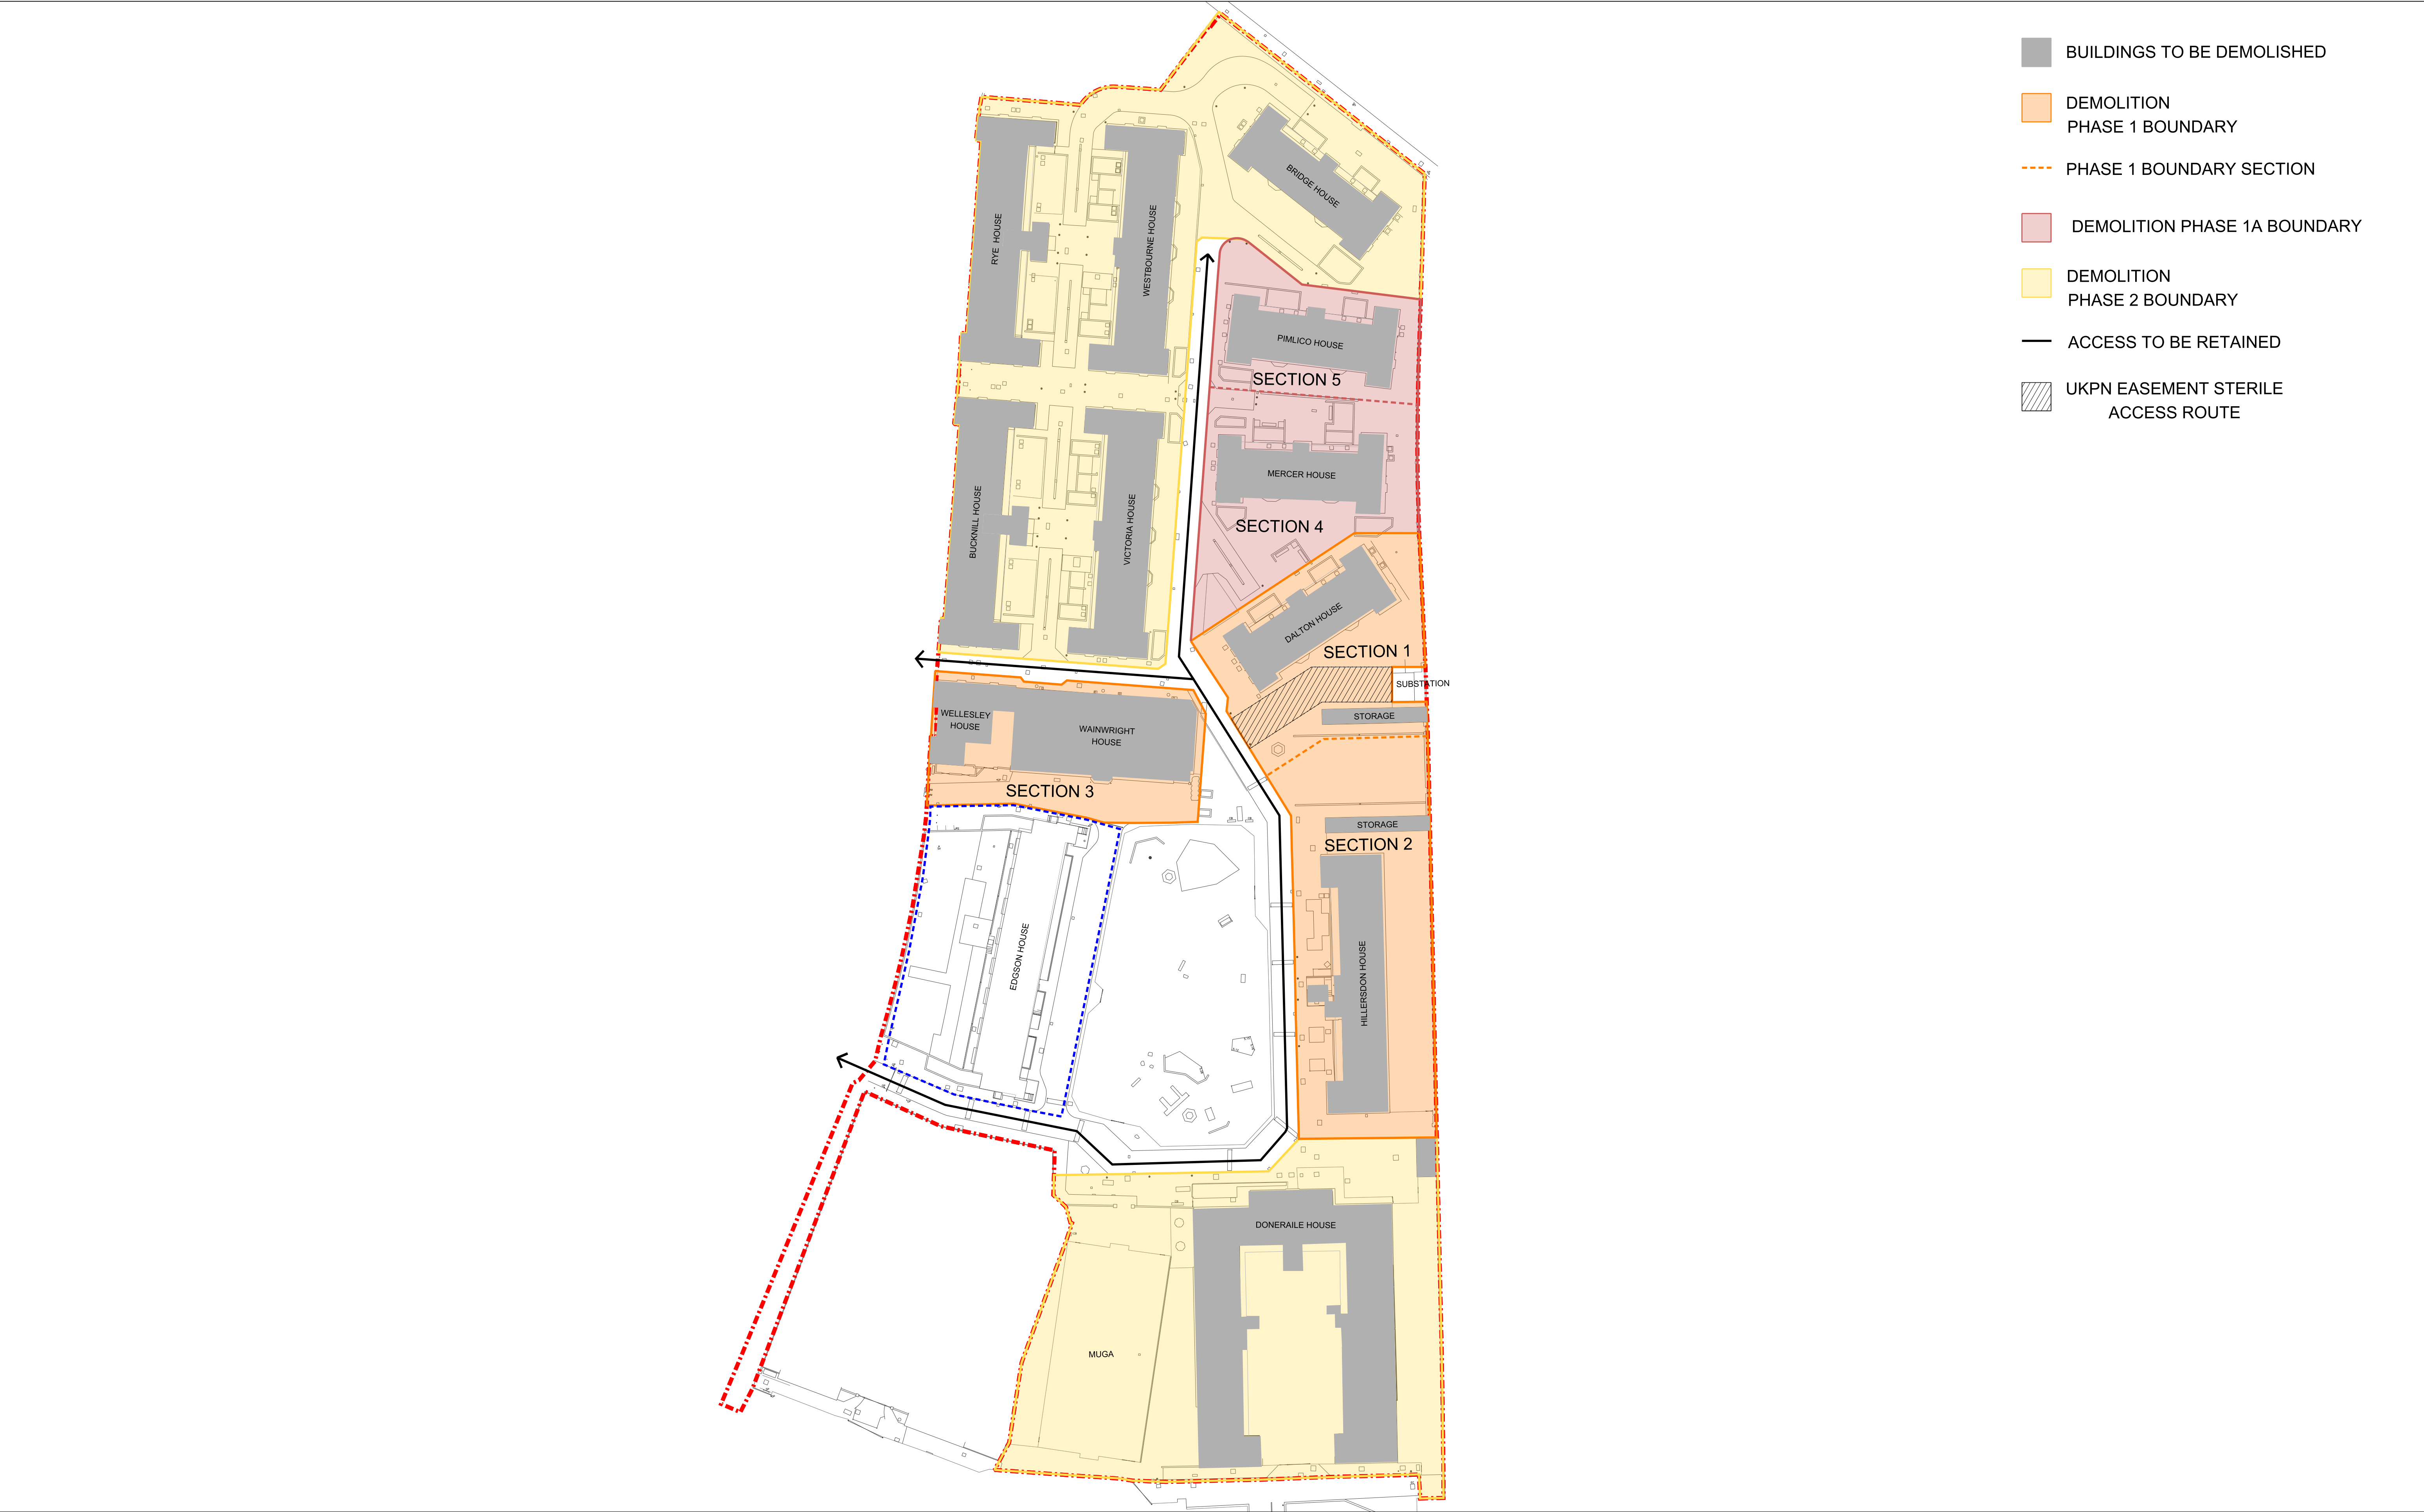 BUILDINGS TO BE DEMOLISHED
DEMOLITION
PHASE 1 BOUNDARY
PHASE 1 BOUNDARY SECTION
DEMOLITION PHASE 1A BOUNDARY
DEMOLITION
PHASE 2 BOUNDARY
ACCESS TO BE RETAINED
UKPN EASEMENT STERILE
ACCESS ROUTE
BRIDGE HOUSE
RYE HOUSE
WESTBOURNE HOUSE
PIMLICO HOUSE
SECTION 5
MERCER HOUSE
SECTION 4
BUCKNILL HOUSE
VICTORIA HOUSE
DALTON HOUSE
SECTION 1
SUBSTATION
STORAGE
WELLESLEY
HOUSE
WAINWRIGHT
HOUSE
SECTION 3
STORAGE
SECTION 2
EDGSON HOUSE
HILLERSDON HOUSE
DONERAILE HOUSE
MUGA